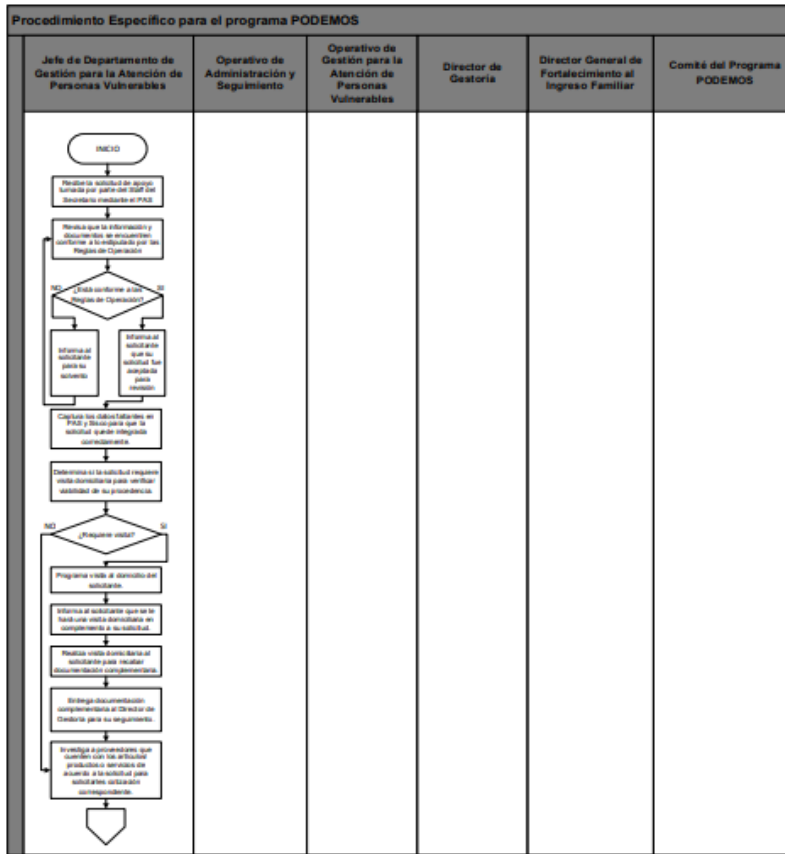 Procedimiento Específico para el programa PODEMOS
Jefe de Departamento de
Gestión para la Atención de
Personas Vulnerables
Operativo de
Administración y
Seguimiento
Operativo de
Gestión para la
Atención de
Personas
Vulnerables
Director de
Gestoría
Director General de
Fortalecimiento al
Ingreso Familiar
Comité del Programa
PODEMOS
INICIO
Recibe la solicitud de apoyo
turnada por parte del Staff del
Secretario mediante el PAS
Revisa que la información y
documentos se encuentren
conforme a lo estipulado por las
Reglas de Operación
NO
¿Está conforme a las
Reglas de Operación?
SI
Informa al
solicitante
para su
solvento
Informa al
solicitante
que su
solicitud fue
aceptada
para
revisión
Captura los datos faltantes en
PAS y Sisco para que la
solicitud quede integrada
correctamente.
Determina si la solicitud requiere
visita domiciliaria para verificar
viabilidad de su procedencia.
NO
¿Requiere visita?
SI
Programa visita al domicilio del
solicitante.
Informa al solicitante que se le
hará una visita domiciliaria en
complemento a su solicitud.
Realiza visita domiciliaria al
solicitante para recabar
documentación complementaria.
Entrega documentación
complementaria al Director de
Gestoría para su seguimiento.
Investiga a proveedores que
cuenten con los artículos/
productos o servicios de
acuerdo a la solicitud para
solicitarles cotización
correspondiente.